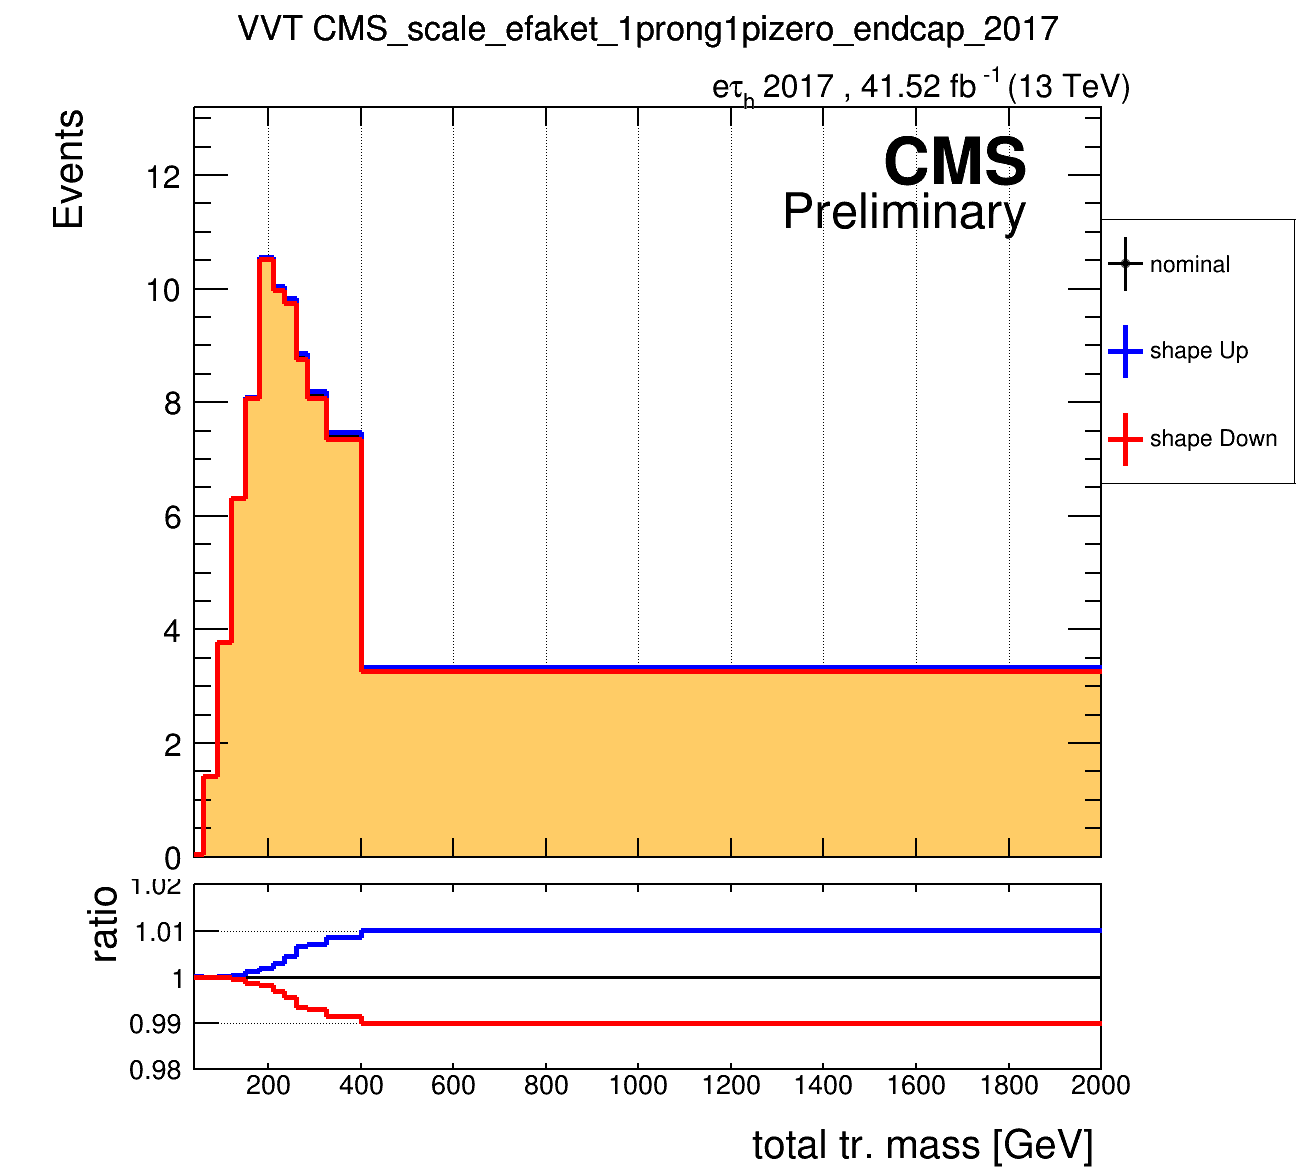 VVT CMS_scale_efaket_1prong1pizero_endcap_2017
eτh 2017 , 41.52 fb -1 (13 TeV)
Events
CMS
Preliminary
12
10
8
6
4
2
0
nominal
shape Up
shape Down
ratio
1.02
1.01
1
0.99
0.98
200 400 600 800 1000 1200 1400 1600 1800 2000
total tr. mass [GeV]